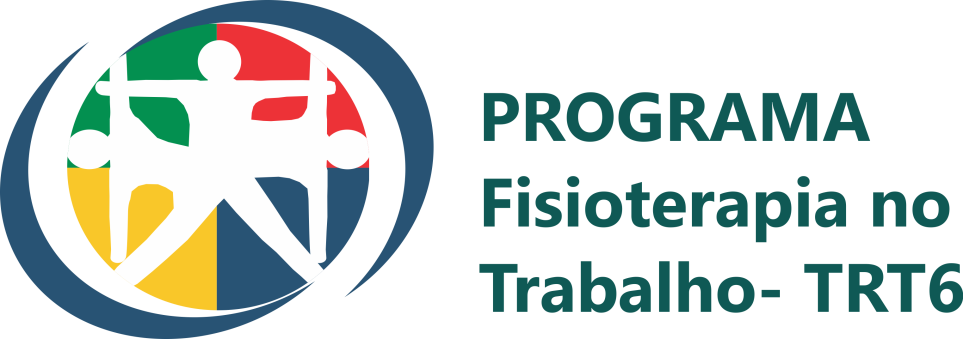 PROGRAMA
Fisioterapia no
Trabalho- TRT6